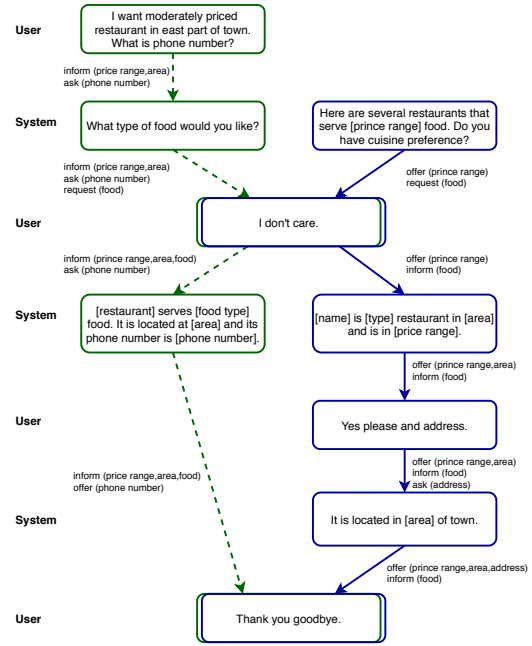 User
I want moderately priced
restaurant in east part of town.
What is phone number?
inform (price range,area)
ask (phone number)
System
What type of food would you like?
Here are several restaurants that
serve [prince range] food. Do you
have cuisine preference?
inform (prince range,area)
ask (phone number)
request (food)
offer (prince range)
request (food)
User
I don't care.
inform (prince range,area,food)
ask (phone number)
offer (prince range)
inform (food)
System
[restaurant] serves [food type]
food. It is located at [area] and its
phone number is [phone number].
[name] is [type] restaurant in [area]
and is in [price range].
offer (prince range,area)
inform (food)
User
Yes please and address.
inform (prince range,area,food)
offer (phone number)
offer (prince range,area)
inform (food)
ask (address)
System
It is located in [area] of town.
offer (prince range,area,address)
inform (food)
User
Thank you goodbye.